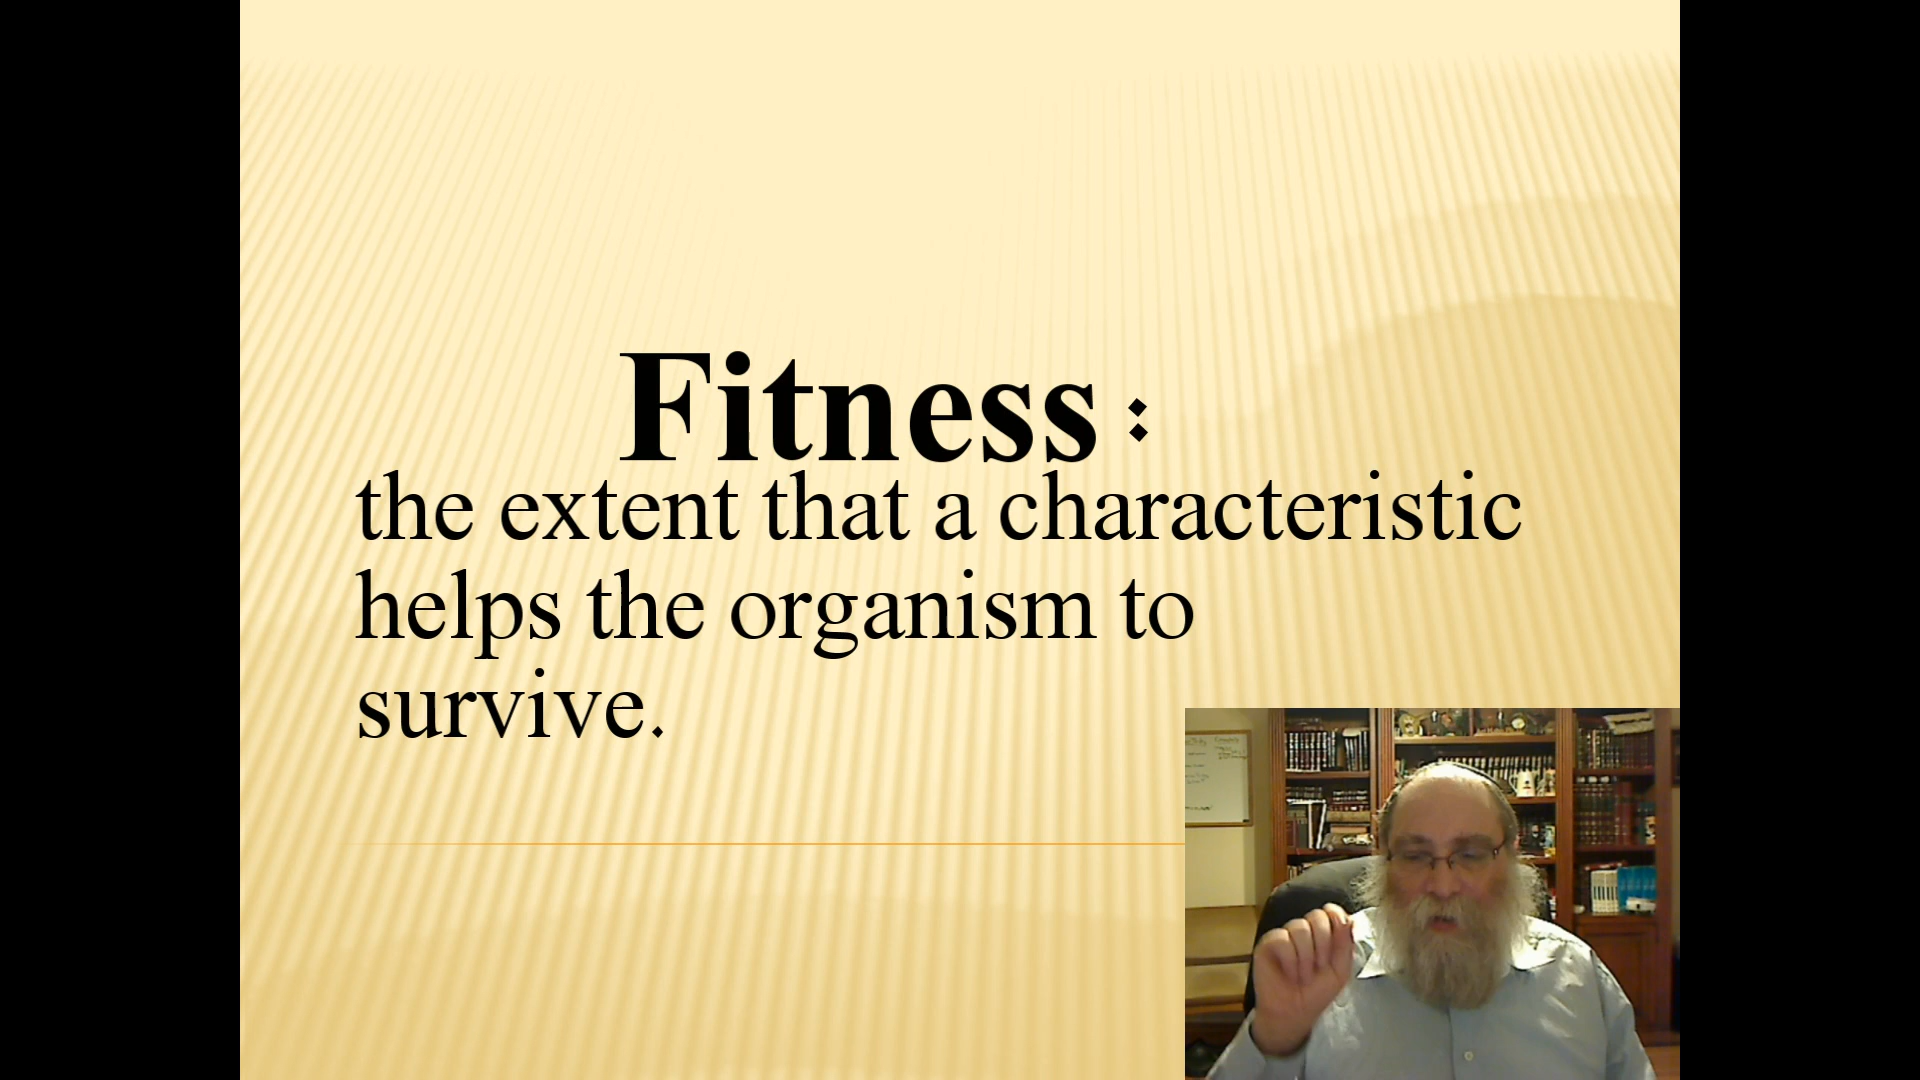 Fitness:
the extent that a characteristic
helps the organism to
survive.